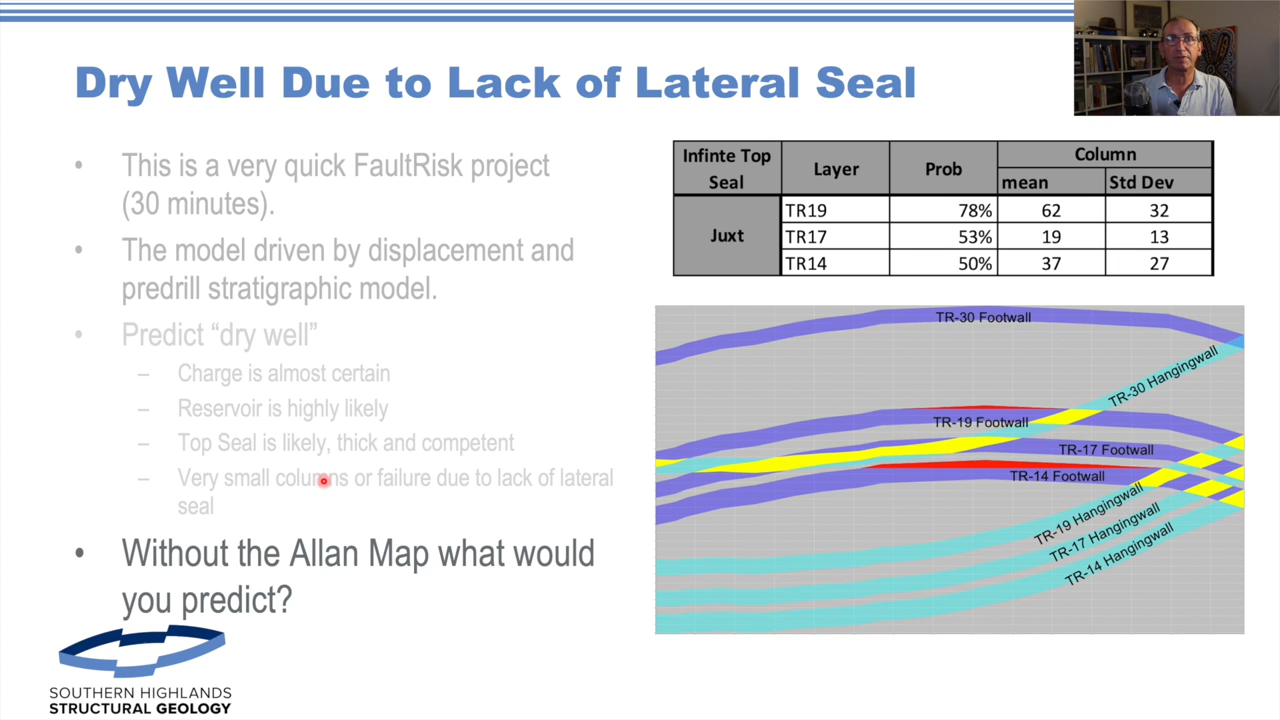 Dry Well Due to Lack of Lateral Seal
• This is a very quick FaultRisk project
(30 minutes).
• The model driven by displacement and
predrill stratigraphic model.
• Predict “dry well”
– Charge is almost certain
– Reservoir is highly likely
– Top Seal is likely, thick and competent
– Very small columns or failure due to lack of lateral
seal
• Without the Allan Map what would
you predict?
Infinte Top
Seal
Layer
Prob
Column
mean
Std Dev
Juxt
TR19 78% 62 32
TR17 53% 19 13
TR14 50% 37 27
TR-30 Footwall
TR-30 Hangingwall
TR-19 Footwall
TR-17 Footwall
TR-14 Footwall
TR-19 Hangingwall
TR-17 Hangingwall
TR-14 Hangingwall
SOUTHERN HIGHLANDS
STRUCTURAL GEOLOGY